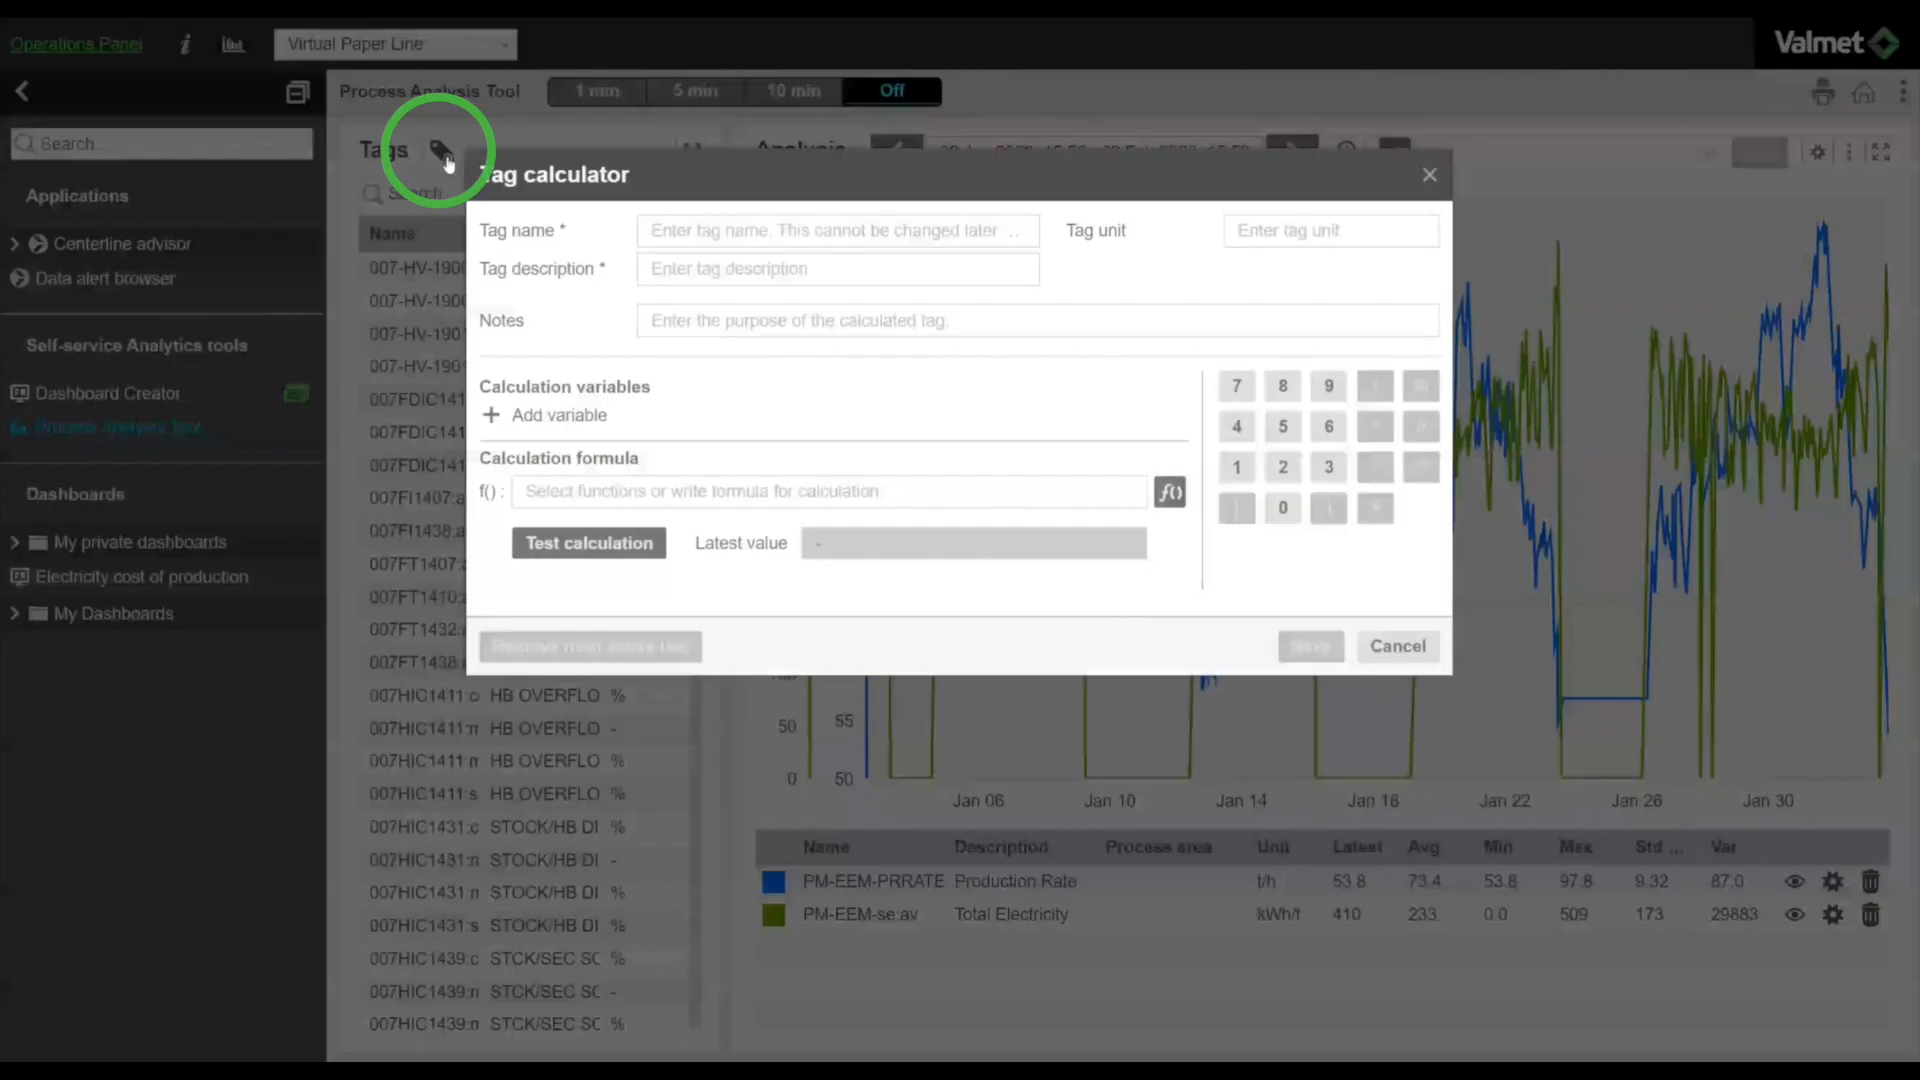 Operations Panel
Virtual Paper Line
Valmet
Process Analysis Tool
1 min
5 min
10 min
Off
Search...
Tags
Analysis
Search
Tag calculator
Applications
Centerline advisor
Data alert browser
Self-service Analytics tools
Dashboard Creator
Process Analysis Tool
Dashboards
My private dashboards
Electricity cost of production
My Dashboards
Name
007-HV-1900
007-HV-190
007-HV-190
007-HV-190
007FDIC141
007FDIC141
007FDIC141
007FI1407:a
007FI1438:a
007FT1407:
007FT1410:
007FT1432:
007FT1438:
007HIC1411:c HB OVERFLO %
007HIC1411:m HB OVERFLO -
007HIC1411:m HB OVERFLO %
007HIC1411:s HB OVERFLO %
007HIC1431:c STOCK/HB DI %
007HIC1431:n STOCK/HB DI -
007HIC1431:n STOCK/HB DI %
007HIC1431:s STOCK/HB DI %
007HIC1439:c STCK/SEC SC %
007HIC1439:n STCK/SEC SC -
007HIC1439:n STCK/SEC SC %
Tag name *
Enter tag name. This cannot be changed later ...
Tag unit
Enter tag unit
Tag description *
Enter tag description
Notes
Enter the purpose of the calculated tag.
Calculation variables
+ Add variable
Calculation formula
f() :
Select functions or write formula for calculation
f()
Test calculation
Latest value
-
7 8 9
4 5 6
1 2 3
0
Save
Cancel
50
55
0
50
Jan 06
Jan 10
Jan 14
Jan 18
Jan 22
Jan 26
Jan 30
Name Description Process area Unit Latest Avg Min Max Std ... Var
PM-EEM-PRRATE Production Rate t/h 53.8 73.4 53.8 97.8 9.32 87.0
PM-EEM-se:av Total Electricity kWh/t 410 233 0.0 509 173 29883